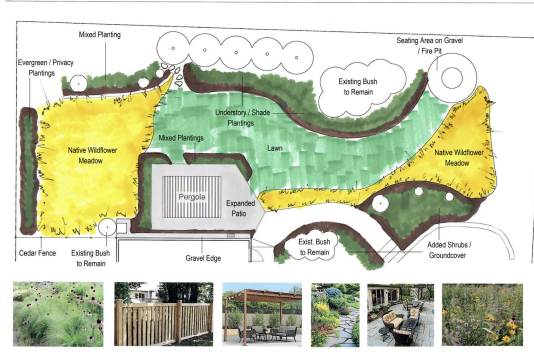 Mixed Planting
Seating Area on Gravel
/ Fire Pit
Evergreen / Privacy
Plantings
Existing Bush
to Remain
Understory / Shade
Plantings
Mixed Plantings
Lawn
Native Wildflower
Meadow
Native Wildflower
Meadow
Pergola
Expanded
Patio
Cedar Fence
Existing Bush
to Remain
Gravel Edge
Exist. Bush
to Remain
Added Shrubs /
Groundcover